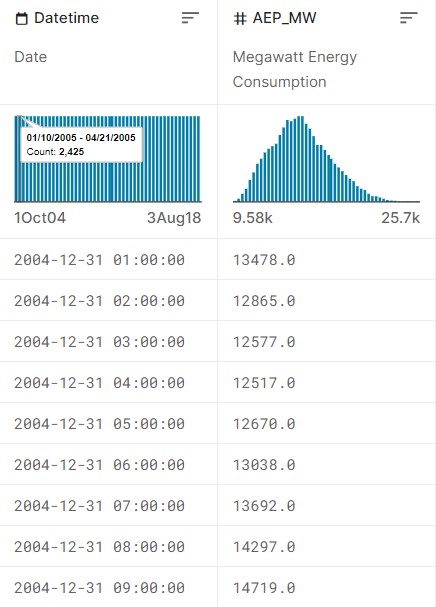 Datetime
AEP_MW
Date
Megawatt Energy
Consumption
01/10/2005 - 04/21/2005
Count: 2,425
1Oct04
3Aug18
9.58k
25.7k
2004-12-31 01:00:00
13478.0
2004-12-31 02:00:00
12865.0
2004-12-31 03:00:00
12577.0
2004-12-31 04:00:00
12517.0
2004-12-31 05:00:00
12670.0
2004-12-31 06:00:00
13038.0
2004-12-31 07:00:00
13692.0
2004-12-31 08:00:00
14297.0
2004-12-31 09:00:00
14719.0